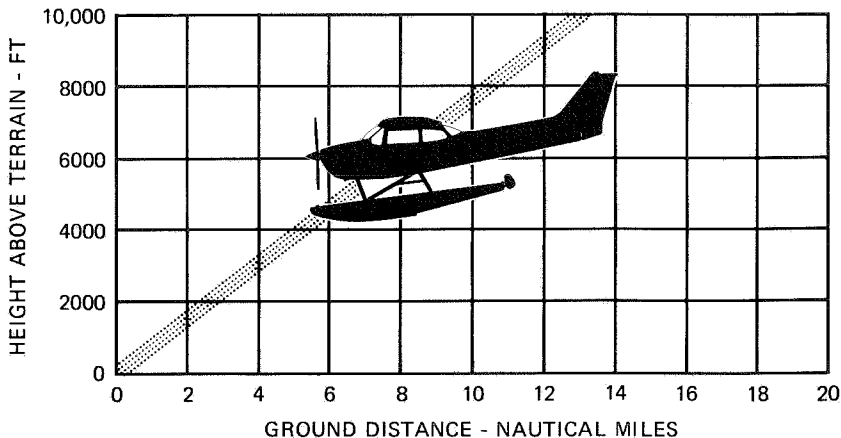 HEIGHT ABOVE TERRAIN - FT
10,000
8000
6000
4000
2000
0
0 2 4 6 8 10 12 14 16 18 20
GROUND DISTANCE - NAUTICAL MILES